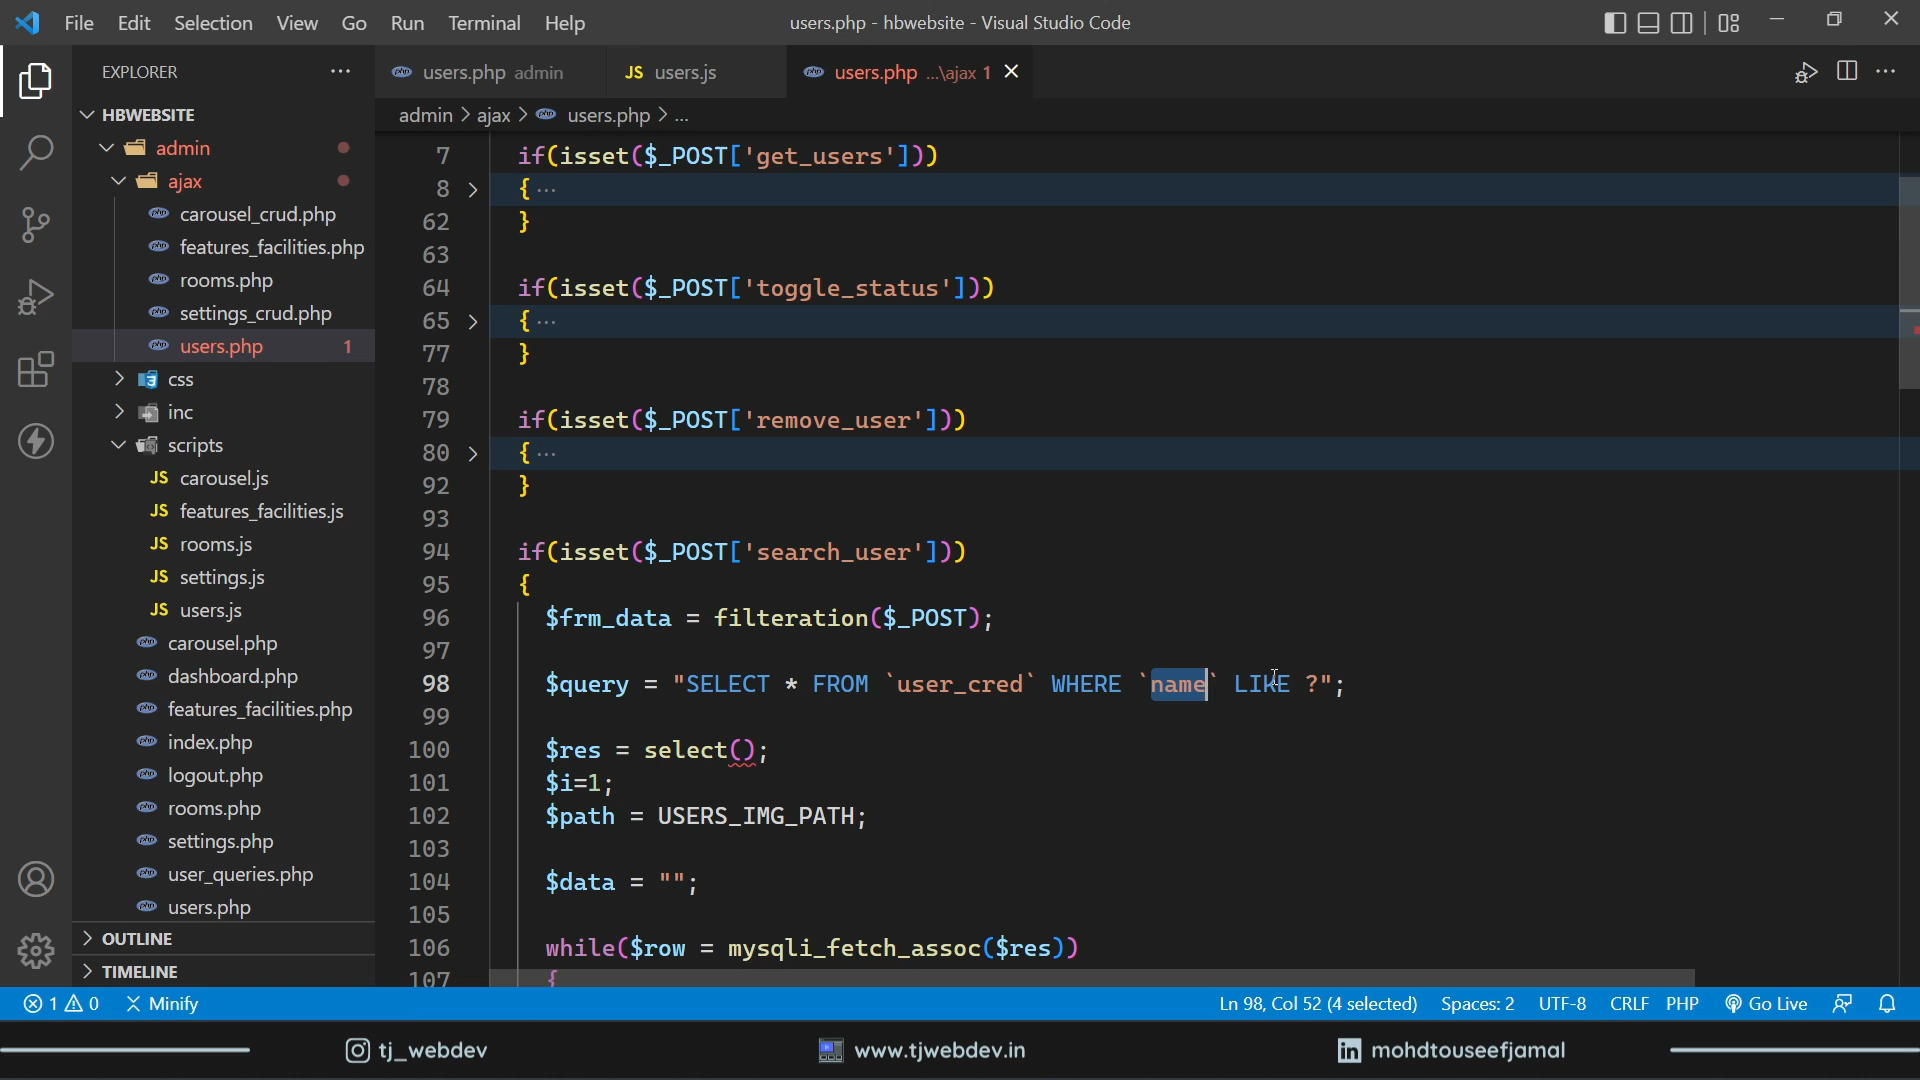 File Edit Selection View Go Run Terminal Help
users.php - hbwebsite - Visual Studio Code
EXPLORER
users.php admin
JS users.js
users.php ...\ajax 1
HBWEBSITE
admin > ajax > users.php > ...
admin
ajax
carousel_crud.php
features_facilities.php
rooms.php
settings_crud.php
users.php 1
css
inc
scripts
JS carousel.js
JS features_facilities.js
JS rooms.js
JS settings.js
JS users.js
carousel.php
dashboard.php
features_facilities.php
index.php
logout.php
rooms.php
settings.php
user_queries.php
users.php
OUTLINE
TIMELINE
7 if(isset($_POST['get_users']))
8 { ...
62 }
63
64 if(isset($_POST['toggle_status']))
65 { ...
77 }
78
79 if(isset($_POST['remove_user']))
80 { ...
92 }
93
94 if(isset($_POST['search_user']))
95 {
96 $frm_data = filteration($_POST);
97
98 $query = "SELECT * FROM `user_cred` WHERE `name` LIKE ?";
99
100 $res = select();
101 $i=1;
102 $path = USERS_IMG_PATH;
103
104 $data = "";
105
106 while($row = mysqli_fetch_assoc($res))
107 {
1 0 Minify
Ln 98, Col 52 (4 selected) Spaces: 2 UTF-8 CRLF PHP Go Live
tj_webdev
www.tjwebdev.in
in mohdtouseefjamal